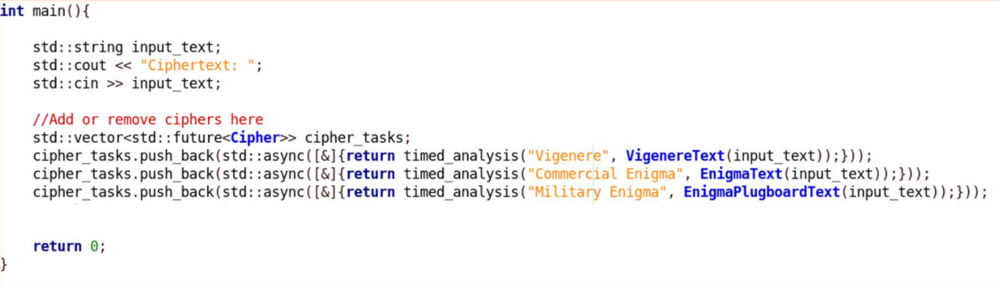 int main(){
std::string input_text;
std::cout << "Ciphertext: ";
std::cin >> input_text;
//Add or remove ciphers here
std::vector<std::future<Cipher>> cipher_tasks;
cipher_tasks.push_back(std::async([&]{return timed_analysis("Vigenere", VigenereText(input_text));}));
cipher_tasks.push_back(std::async([&]{return timed_analysis("Commercial Enigma", EnigmaText(input_text));}));
cipher_tasks.push_back(std::async([&]{return timed_analysis("Military Enigma", EnigmaPlugboardText(input_text));}));
return 0;
}